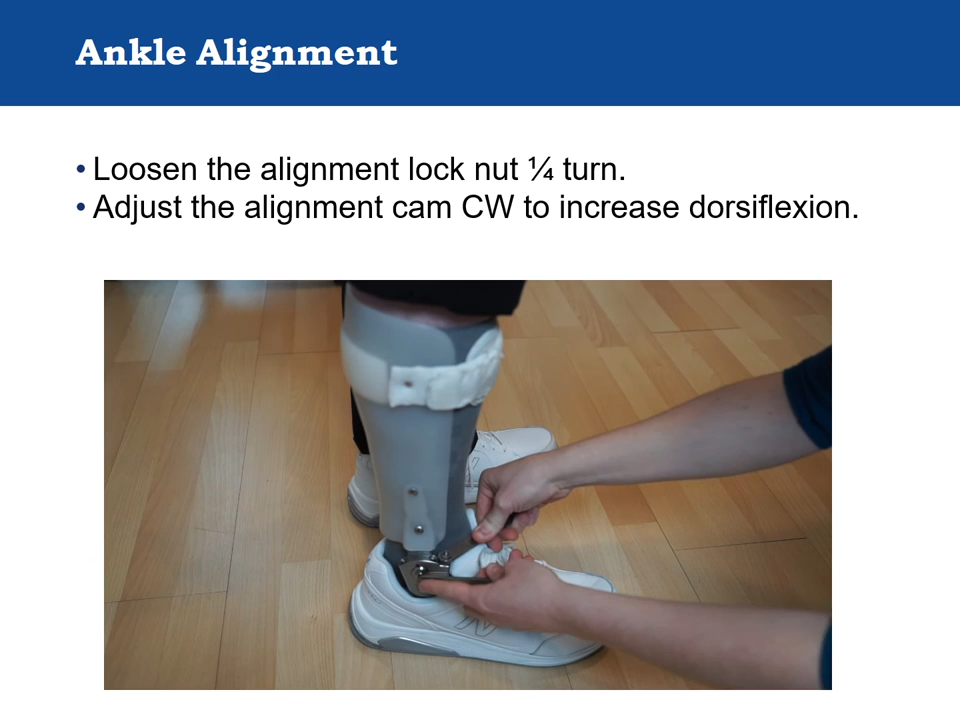 Ankle Alignment
• Loosen the alignment lock nut ¼ turn.
• Adjust the alignment cam CW to increase dorsiflexion.